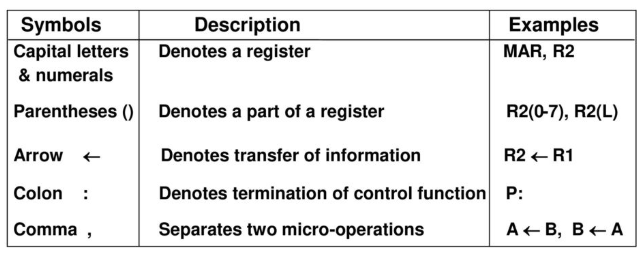 Symbols Description Examples
Capital letters Denotes a register MAR, R2
& numerals
Parentheses () Denotes a part of a register R2(0-7), R2(L)
Arrow ← Denotes transfer of information R2 ← R1
Colon : Denotes termination of control function P:
Comma , Separates two micro-operations A ← B, B ← A